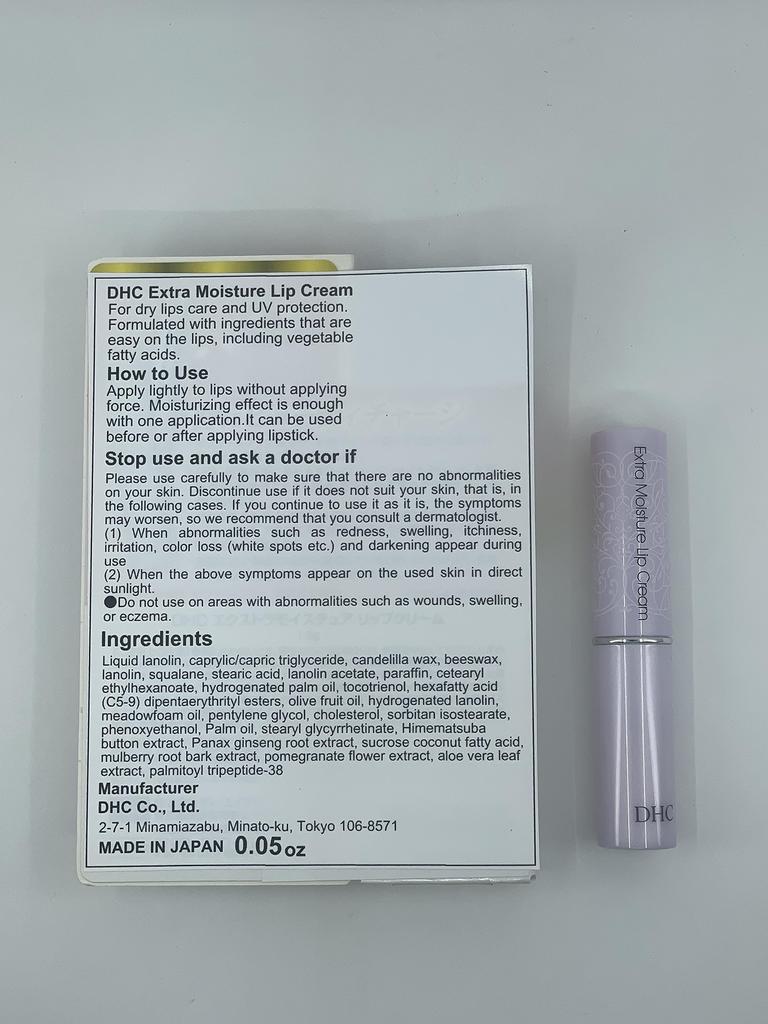 DHC Extra Moisture Lip Cream
For dry lips care and UV protection.
Formulated with ingredients that are
easy on the lips, including vegetable
fatty acids.
How to Use
Apply lightly to lips without applying
force. Moisturizing effect is enough
with one application.It can be used
before or after applying lipstick.
Stop use and ask a doctor if
Please use carefully to make sure that there are no abnormalities
on your skin. Discontinue use if it does not suit your skin, that is, in
the following cases. If you continue to use it as it is, the symptoms
may worsen, so we recommend that you consult a dermatologist.
(1) When abnormalities such as redness, swelling, itchiness,
irritation, color loss (white spots etc.) and darkening appear during
use
(2) When the above symptoms appear on the used skin in direct
sunlight.
●Do not use on areas with abnormalities such as wounds, swelling,
or eczema.
Ingredients
Liquid lanolin, caprylic/capric triglyceride, candelilla wax, beeswax,
lanolin, squalane, stearic acid, lanolin acetate, paraffin, cetearyl
ethylhexanoate, hydrogenated palm oil, tocotrienol, hexafatty acid
(C5-9) dipentaerythrityl esters, olive fruit oil, hydrogenated lanolin,
meadowfoam oil, pentylene glycol, cholesterol, sorbitan isostearate,
phenoxyethanol, Palm oil, stearyl glycyrrhetinate, Himematsuba
button extract, Panax ginseng root extract, sucrose coconut fatty acid,
mulberry root bark extract, pomegranate flower extract, aloe vera leaf
extract, palmitoyl tripeptide-38
Manufacturer
DHC Co., Ltd.
2-7-1 Minamiazabu, Minato-ku, Tokyo 106-8571
MADE IN JAPAN 0.05 oz
Extra Moisture Lip Cream
DHC